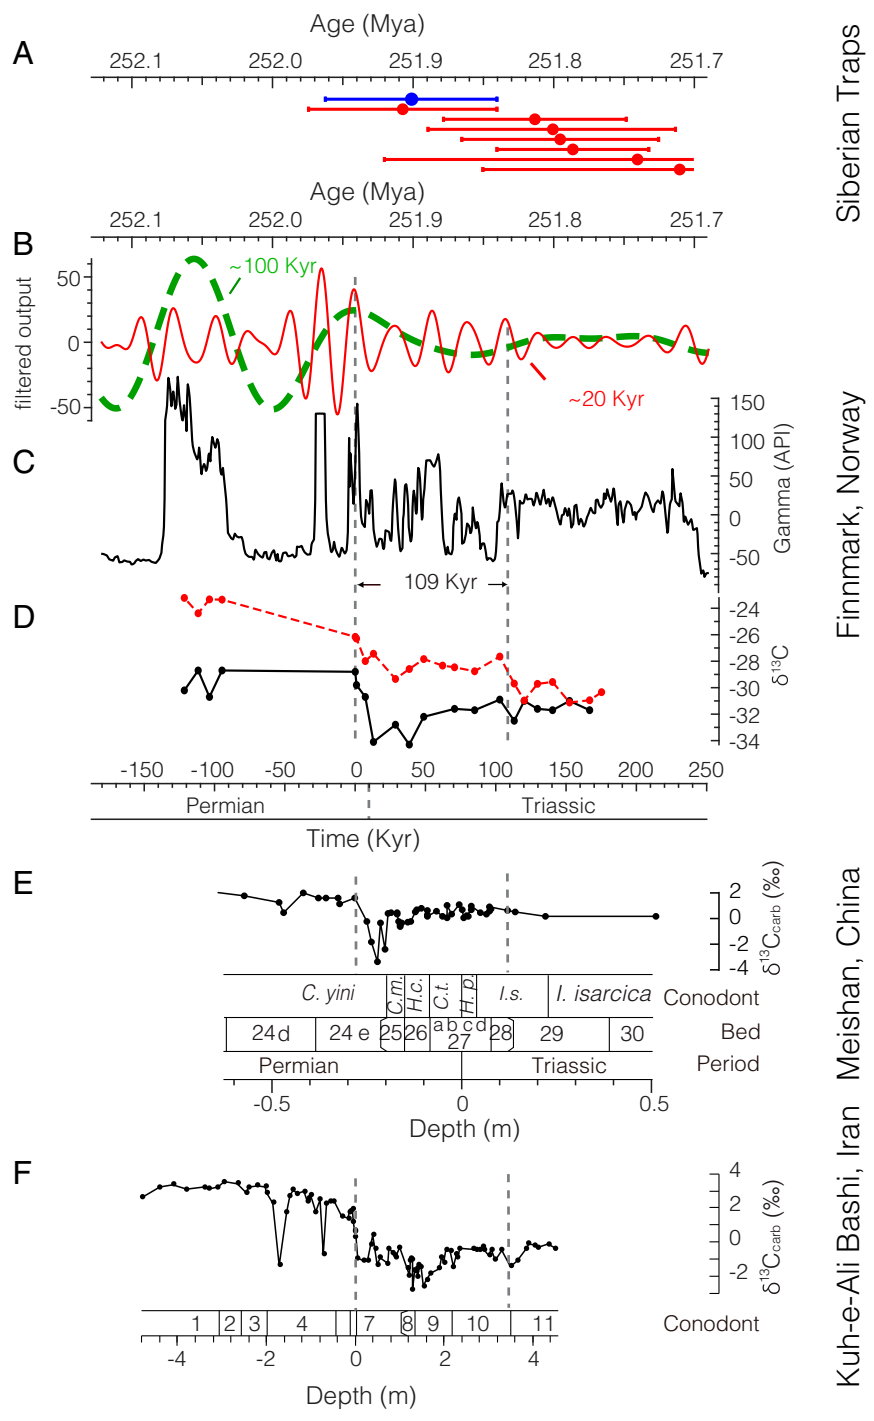 A
Age (Mya)
252.1 252.0 251.9 251.8 251.7
Siberian Traps
Age (Mya)
252.1 252.0 251.9 251.8 251.7
B
filtered output
50
0
-50
~100 Kyr
~20 Kyr
C
150
100
50
0
-50
Gamma (API)
109 Kyr
Finnmark, Norway
D
-24
-26
-28
-30
-32
-34
δ¹³C
-150 -100 -50 0 50 100 150 200 250
Permian Triassic
Time (Kyr)
E
2
0
-2
-4
δ¹³Ccarb (‰)
Meishan, China
C. yini C.m. H.c. C.t. H. p. I.s. I. isarcica Conodont
24d 24 e 25 26 a b c d 27 28 29 30 Bed
Permian Triassic Period
-0.5 0 0.5
Depth (m)
F
4
2
0
-2
δ¹³Ccarb (‰)
Kuh-e-Ali Bashi, Iran
1 2 3 4 7 8 9 10 11 Conodont
-4 -2 0 2 4
Depth (m)